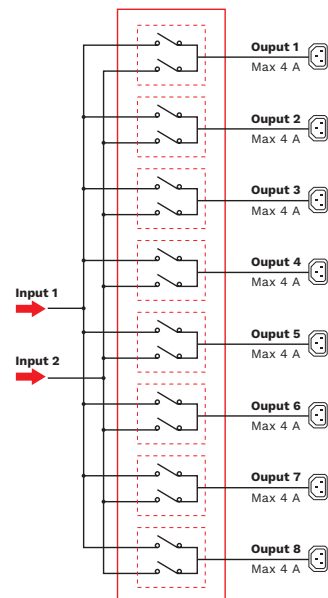 Ouput 1
Max 4 A
Ouput 2
Max 4 A
Ouput 3
Max 4 A
Ouput 4
Max 4 A
Input 1
Ouput 5
Max 4 A
Input 2
Ouput 6
Max 4 A
Ouput 7
Max 4 A
Ouput 8
Max 4 A